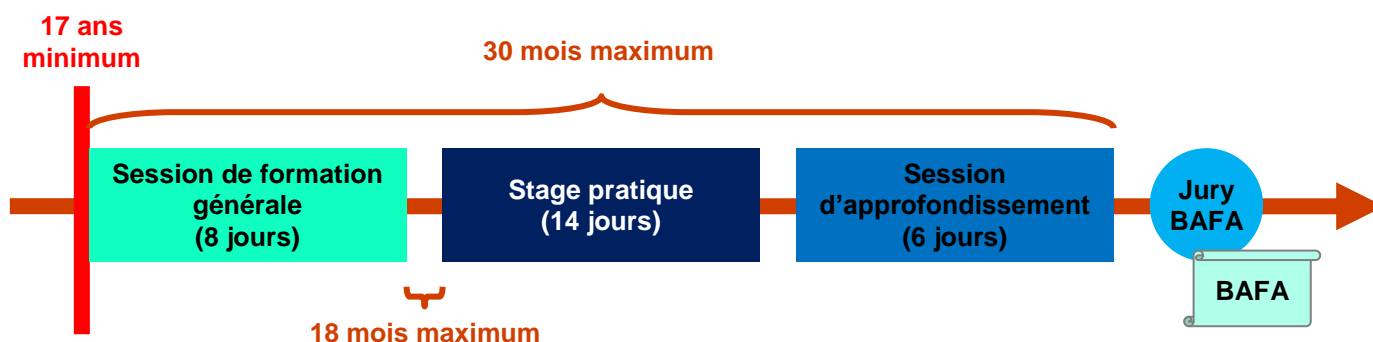 17 ans
minimum
30 mois maximum
Session de formation
générale
(8 jours)
Stage pratique
(14 jours)
Session
d’approfondissement
(6 jours)
Jury
BAFA
BAFA
18 mois maximum